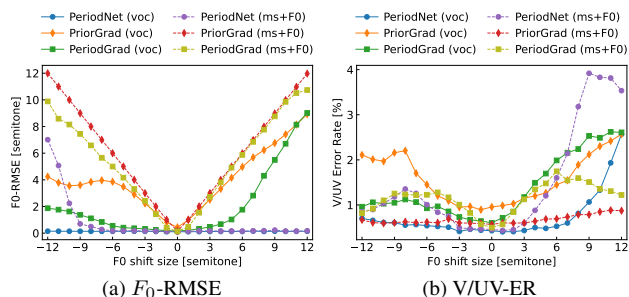 PeriodNet (voc) PeriodNet (ms+F0)
PriorGrad (voc) PriorGrad (ms+F0)
PeriodGrad (voc) PeriodGrad (ms+F0)
F0-RMSE [semitone]
12
10
8
6
4
2
0
−12 −9 −6 −3 0 3 6 9 12
F0 shift size [semitone]
(a) F0-RMSE
PeriodNet (voc) PeriodNet (ms+F0)
PriorGrad (voc) PriorGrad (ms+F0)
PeriodGrad (voc) PeriodGrad (ms+F0)
V/UV Error Rate [%]
4
3
2
1
−12 −9 −6 −3 0 3 6 9 12
F0 shift size [semitone]
(b) V/UV-ER